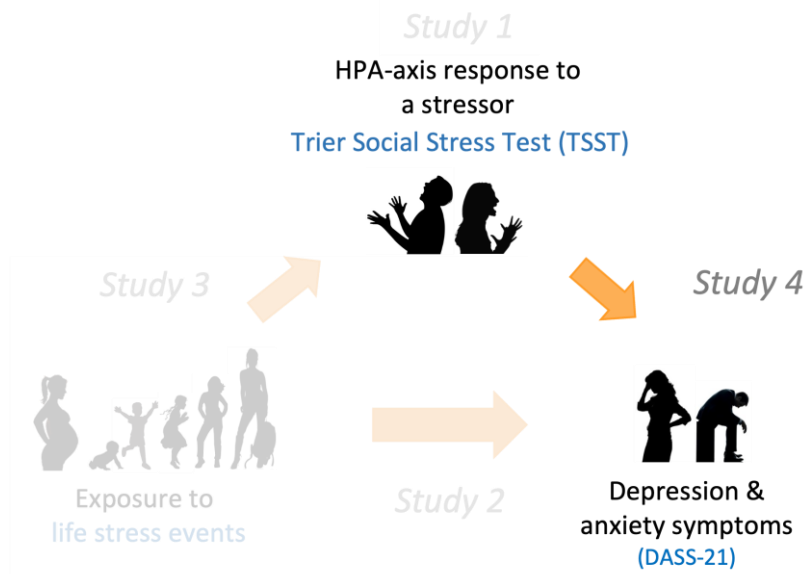 Study 1
HPA-axis response to
a stressor
Trier Social Stress Test (TSST)
Study 3
Study 4
Exposure to
life stress events
Study 2
Depression &
anxiety symptoms
(DASS-21)